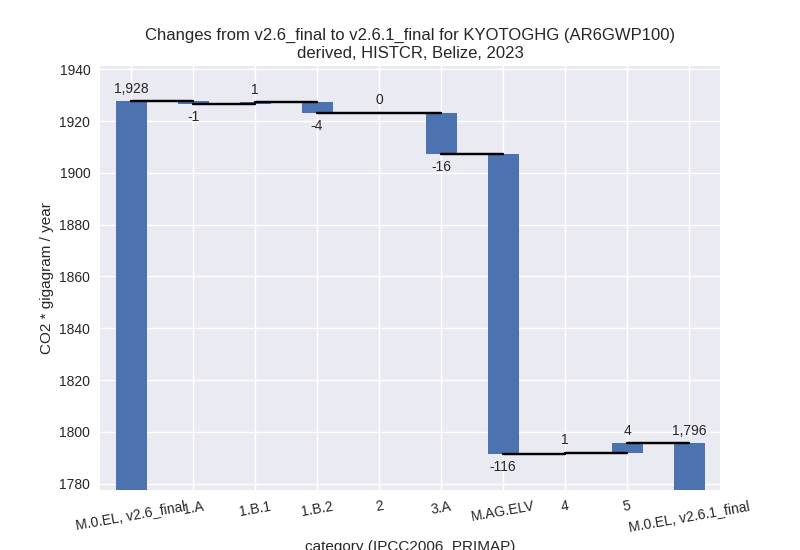 Changes from v2.6_final to v2.6.1_final for KYOTOGHG (AR6GWP100)
derived, HISTCR, Belize, 2023
1940
1920
1900
1880
1860
1840
1820
1800
1780
CO2 * gigagram / year
1,928
-1
1
-4
0
-16
-116
1
4
1,796
M.0.EL, v2.6_final
1.A
1.B.1
1.B.2
2
3.A
M.AG.ELV
4
5
M.0.EL, v2.6.1_final
category (IPCC2006_PRIMAP)